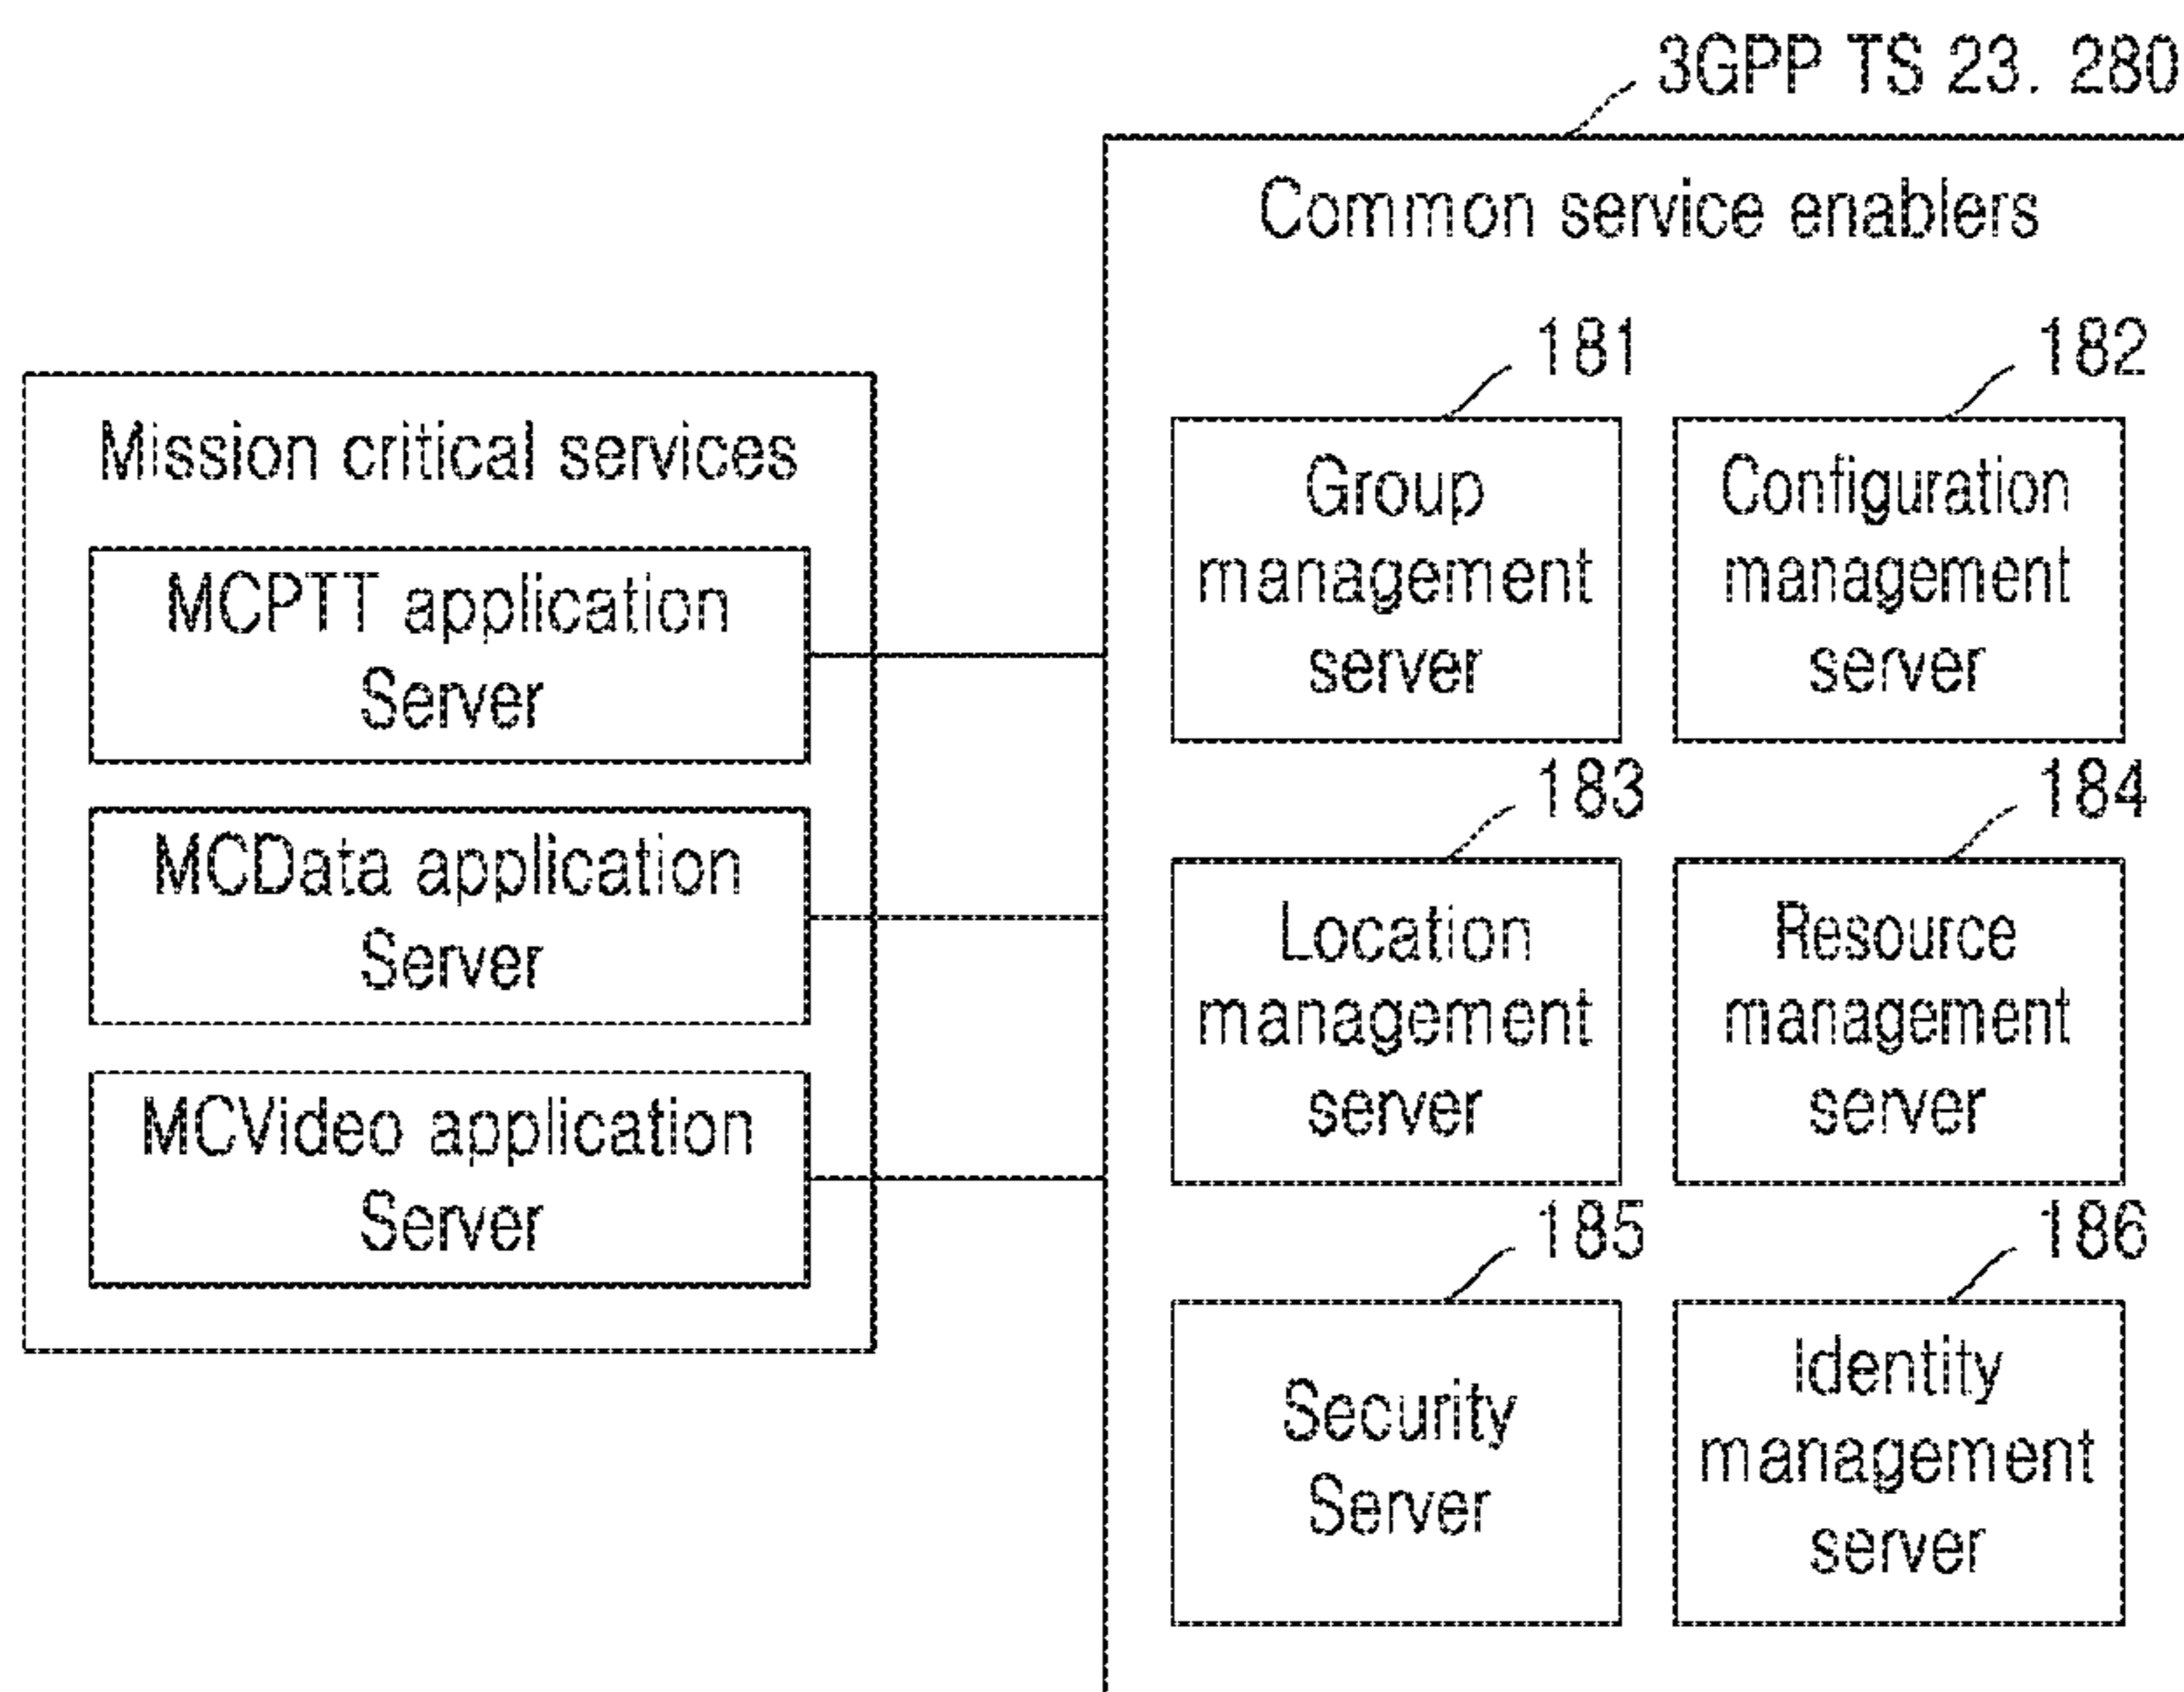 3GPP TS 23. 280
Common service enablers
Mission critical services
MCPTT application
Server
MCData application
Server
MCVideo application
Server
181
Group
management
server
182
Configuration
management
server
183
Location
management
server
184
Resource
management
server
185
Security
Server
186
Identity
management
server